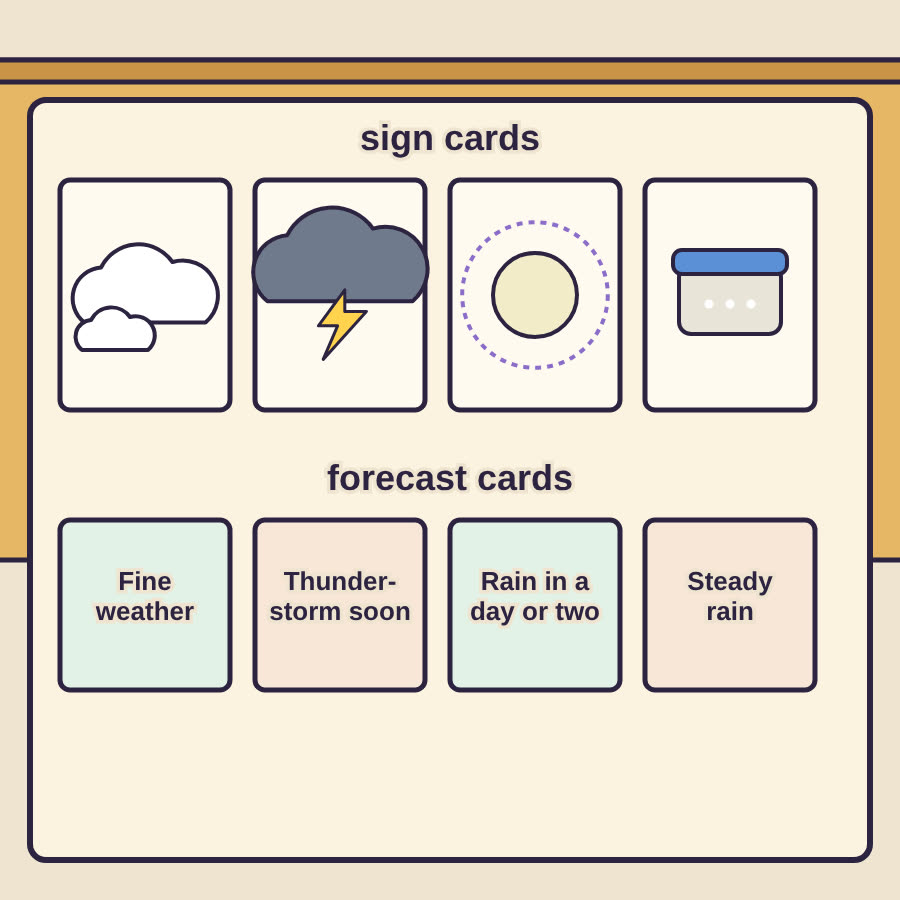 sign cards
forecast cards
Fine
weather
Thunder-
storm soon
Rain in a
day or two
Steady
rain